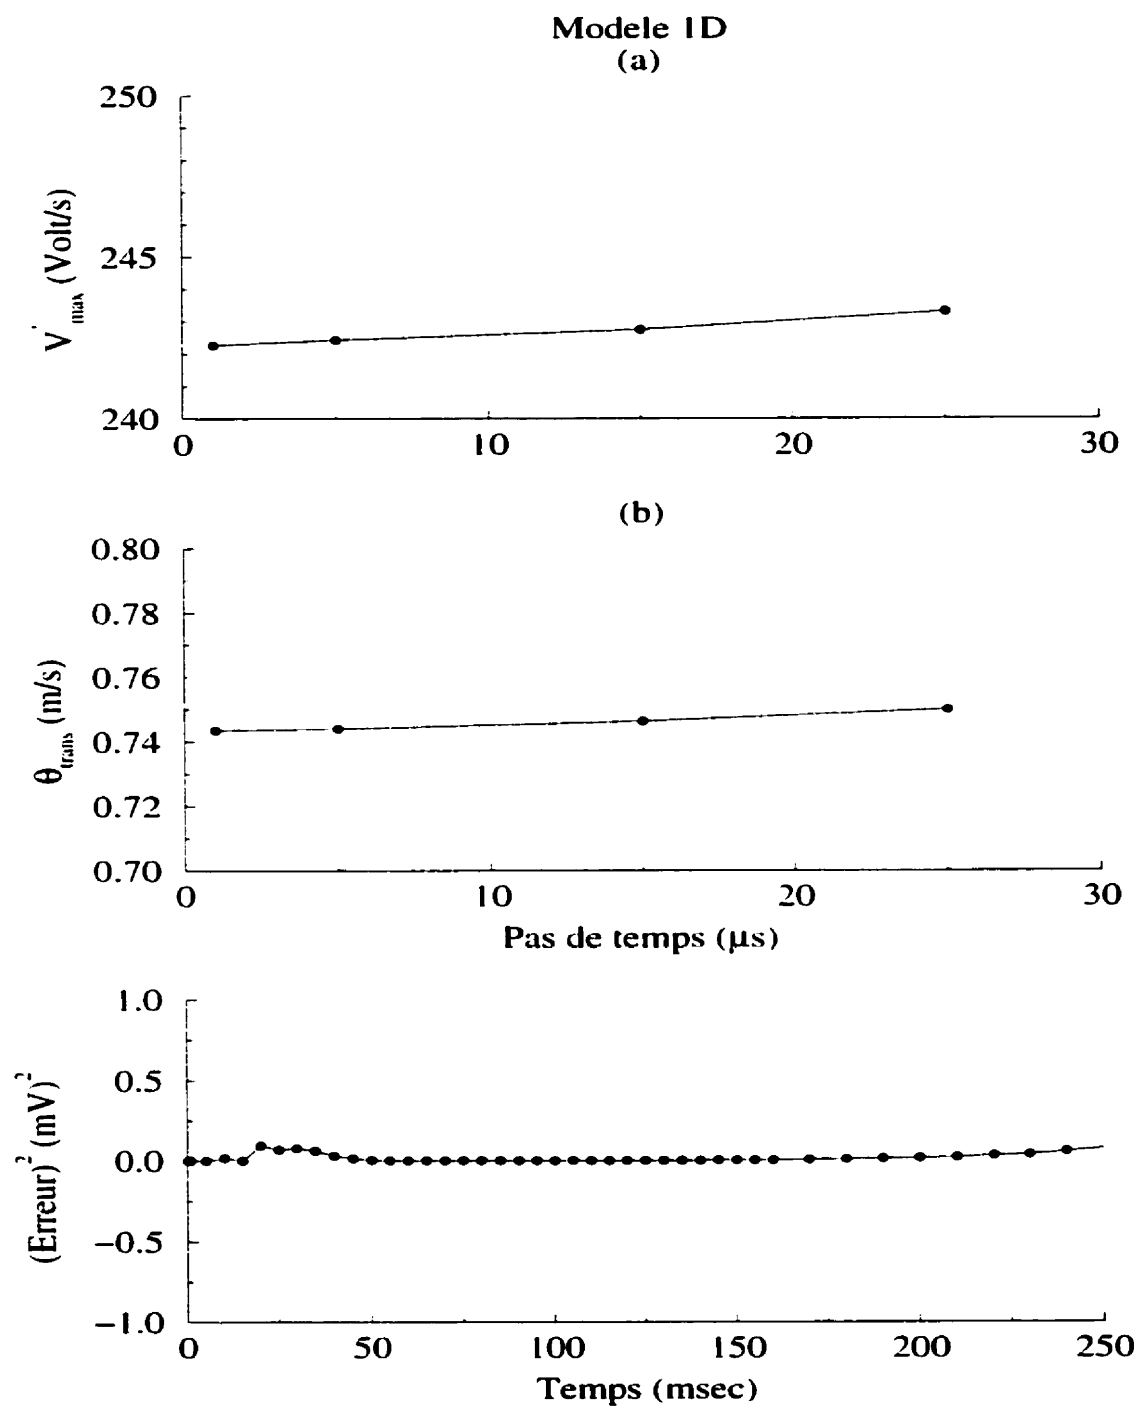 Modele 1D
(a)
250
245
240
V̇max (Volt/s)
0 10 20 30
(b)
0.80
0.78
0.76
0.74
0.72
0.70
θtrans (m/s)
0 10 20 30
Pas de temps (μs)
1.0
0.5
0.0
−0.5
−1.0
(Erreur)² (mV)²
0 50 100 150 200 250
Temps (msec)